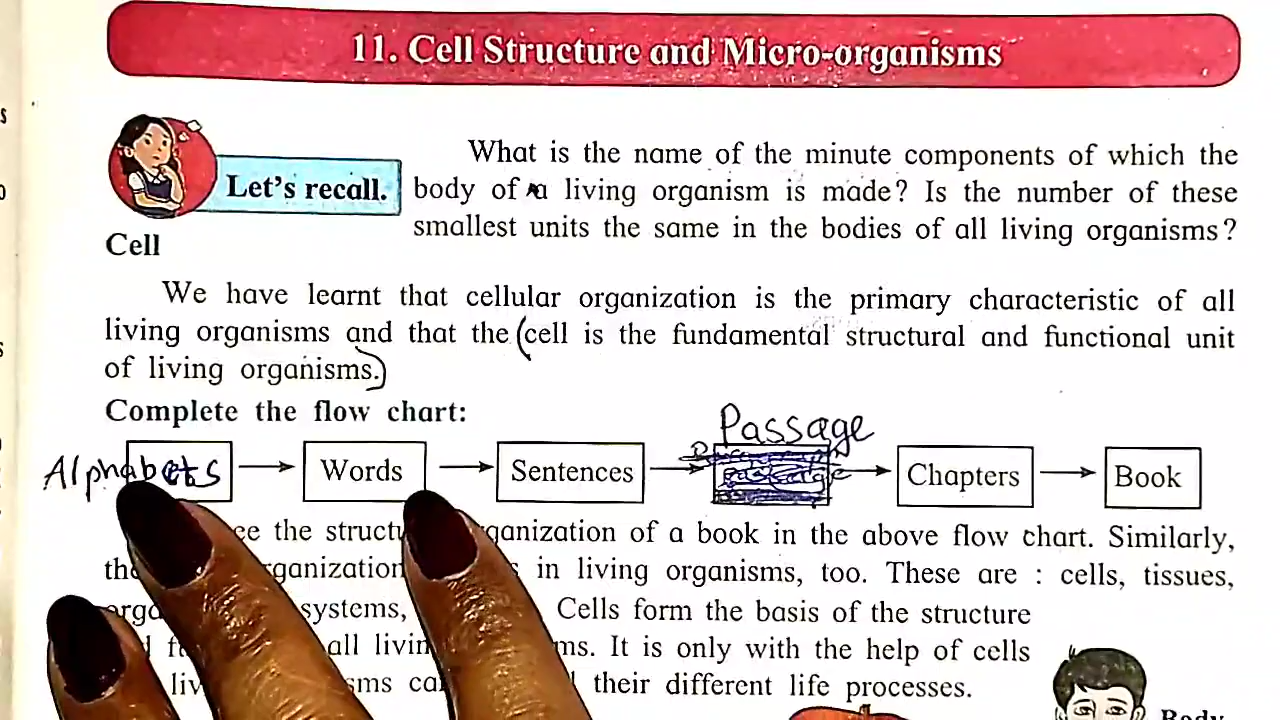 11. Cell Structure and Micro-organisms
What is the name of the minute components of which the
Let's recall. body of a living organism is made? Is the number of these
smallest units the same in the bodies of all living organisms?
Cell
We have learnt that cellular organization is the primary characteristic of all
living organisms and that the (cell is the fundamental structural and functional unit
of living organisms.)
Complete the flow chart:
Passage
Alphabets Words Sentences Chapters Book
the above flow chart. Similarly,
in living organisms, too. These are : cells, tissues,
systems, Cells form the basis of the structure
all It is only with the help of cells
their different life processes.
Body